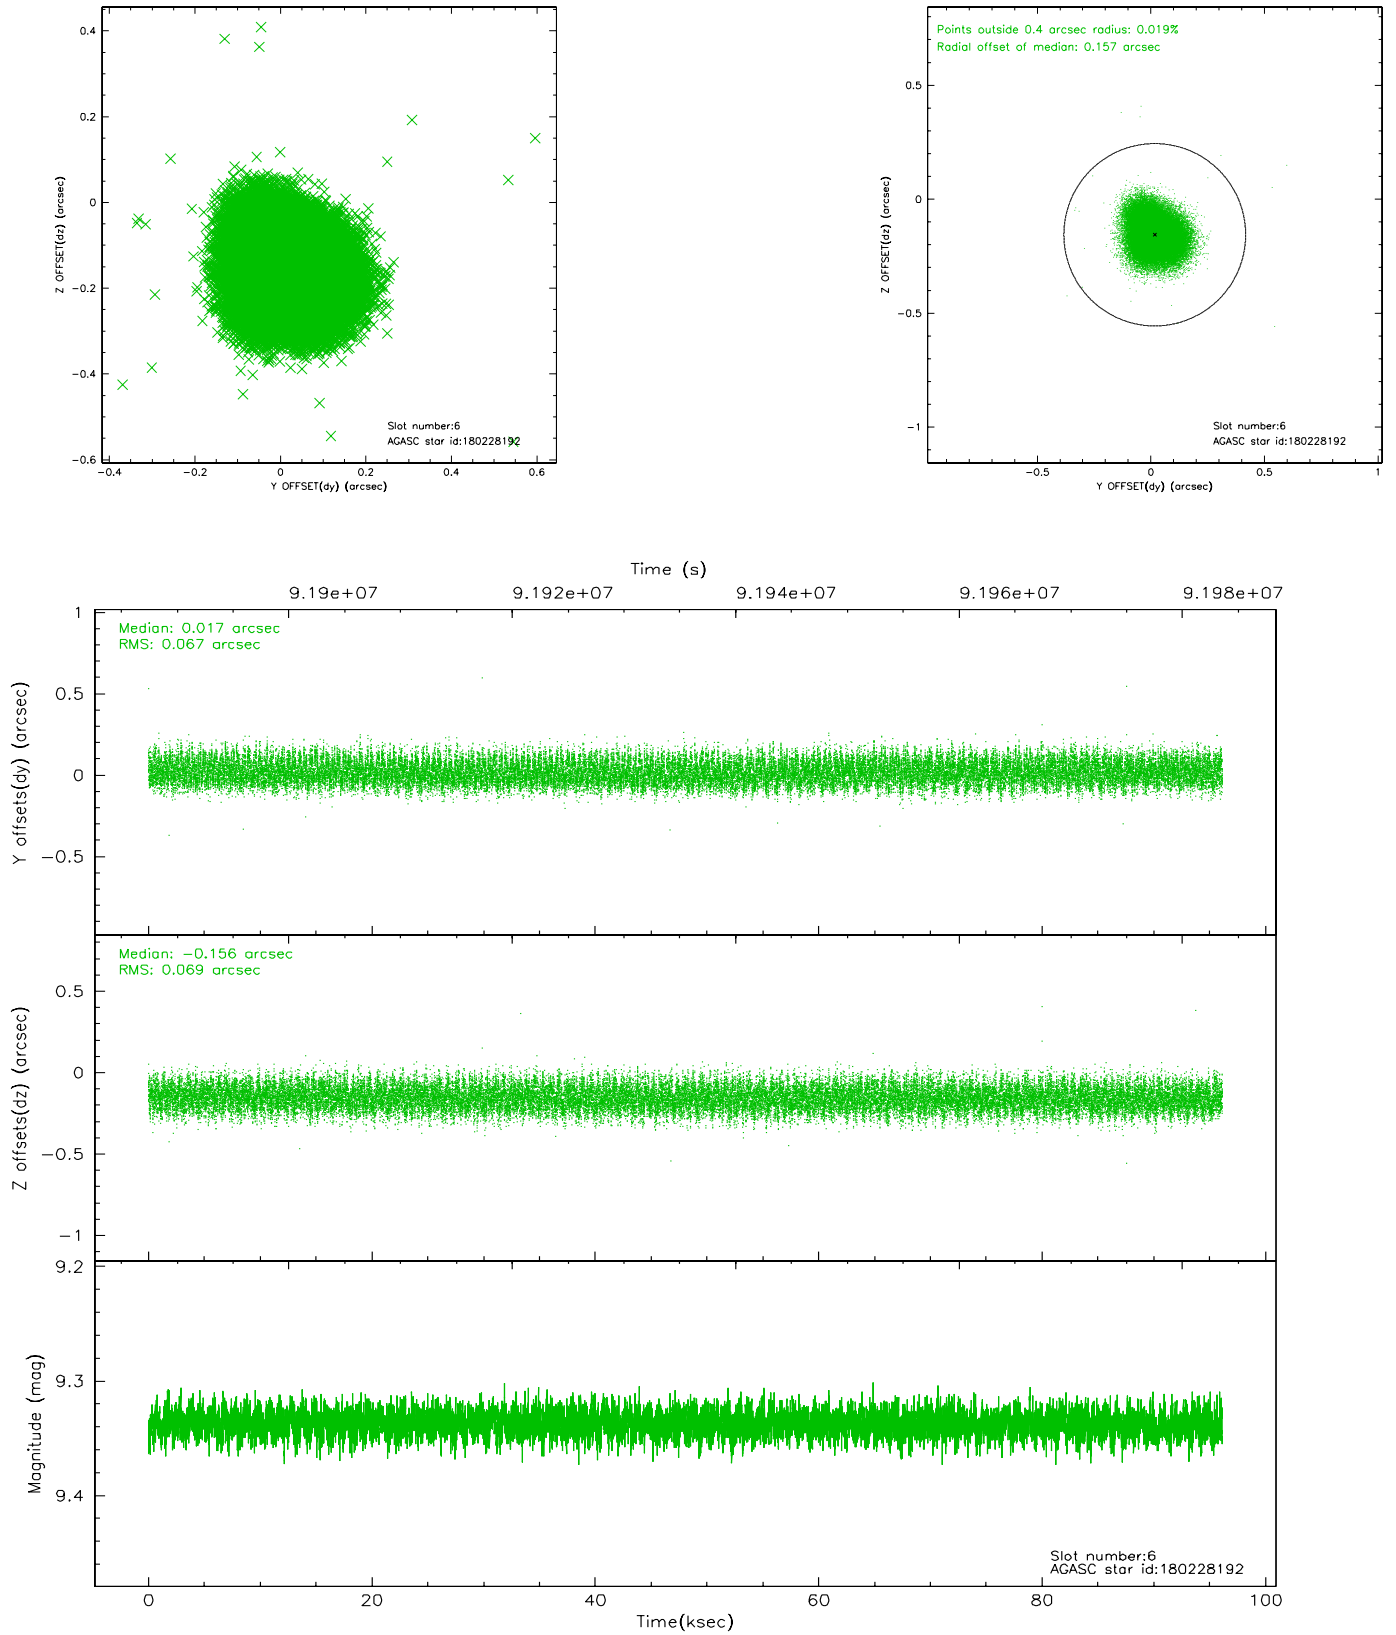 0.4
0.2
0
−0.2
−0.4
−0.6
Z OFFSET(dz) (arcsec)
−0.4
−0.2
0
0.2
0.4
0.6
Y OFFSET(dy) (arcsec)
Slot number:6
AGASC star id:180228192
Points outside 0.4 arcsec radius: 0.019%
Radial offset of median: 0.157 arcsec
0.5
0
−0.5
−1
Z OFFSET(dz) (arcsec)
−0.5
0
0.5
1
Y OFFSET(dy) (arcsec)
Slot number:6
AGASC star id:180228192
Time (s)
9.19e+07
9.192e+07
9.194e+07
9.196e+07
9.198e+07
Median: 0.017 arcsec
RMS: 0.067 arcsec
1
0.5
0
−0.5
Y offsets(dy) (arcsec)
Median: −0.156 arcsec
RMS: 0.069 arcsec
0.5
0
−0.5
−1
Z offsets(dz) (arcsec)
9.2
9.3
9.4
Magnitude (mag)
Slot number:6
AGASC star id:180228192
0
20
40
60
80
100
Time(ksec)